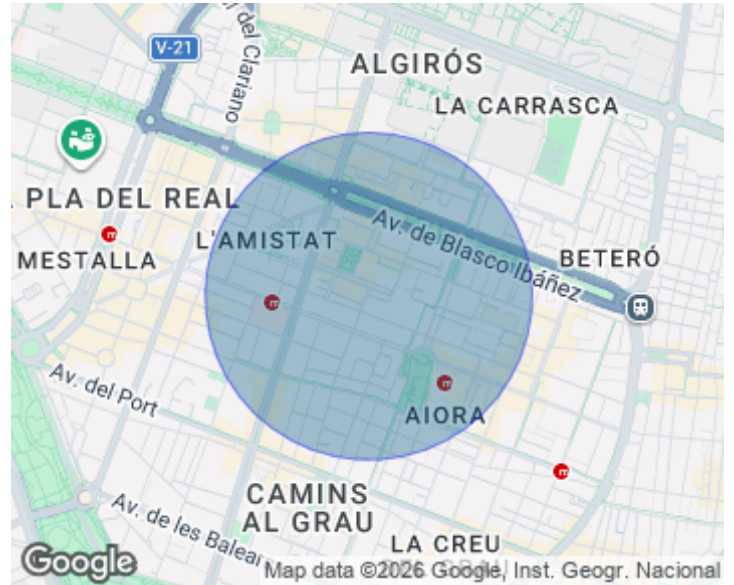 V-21
del Clariano
ALGIRÓS
LA CARRASCA
PLA DEL REAL
L'AMISTAT
Av. de Blasco Ibáñez
MESTALLA
BETERÓ
Av. del Port
AIORA
CAMINS
AL GRAU
Av. de les Balear
LA CREU
Google
Map data ©2026 Google, Inst. Geogr. Nacional